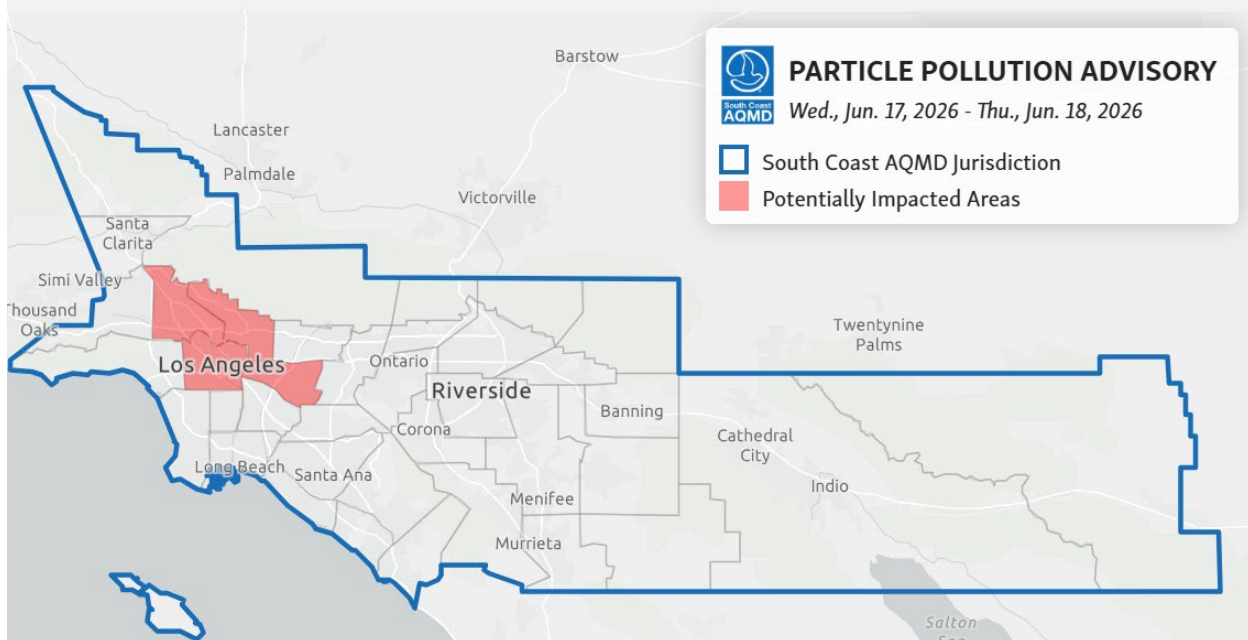 PARTICLE POLLUTION ADVISORY
South Coast
AQMD
Wed., Jun. 17, 2026 - Thu., Jun. 18, 2026
South Coast AQMD Jurisdiction
Potentially Impacted Areas
Barstow
Lancaster
Palmdale
Victorville
Santa
Clarita
Simi Valley
Thousand
Oaks
Twentynine
Palms
Los Angeles
Ontario
Riverside
Banning
Corona
Cathedral
City
Long Beach
Santa Ana
Indio
Menifee
Murrieta
Salton
Sea